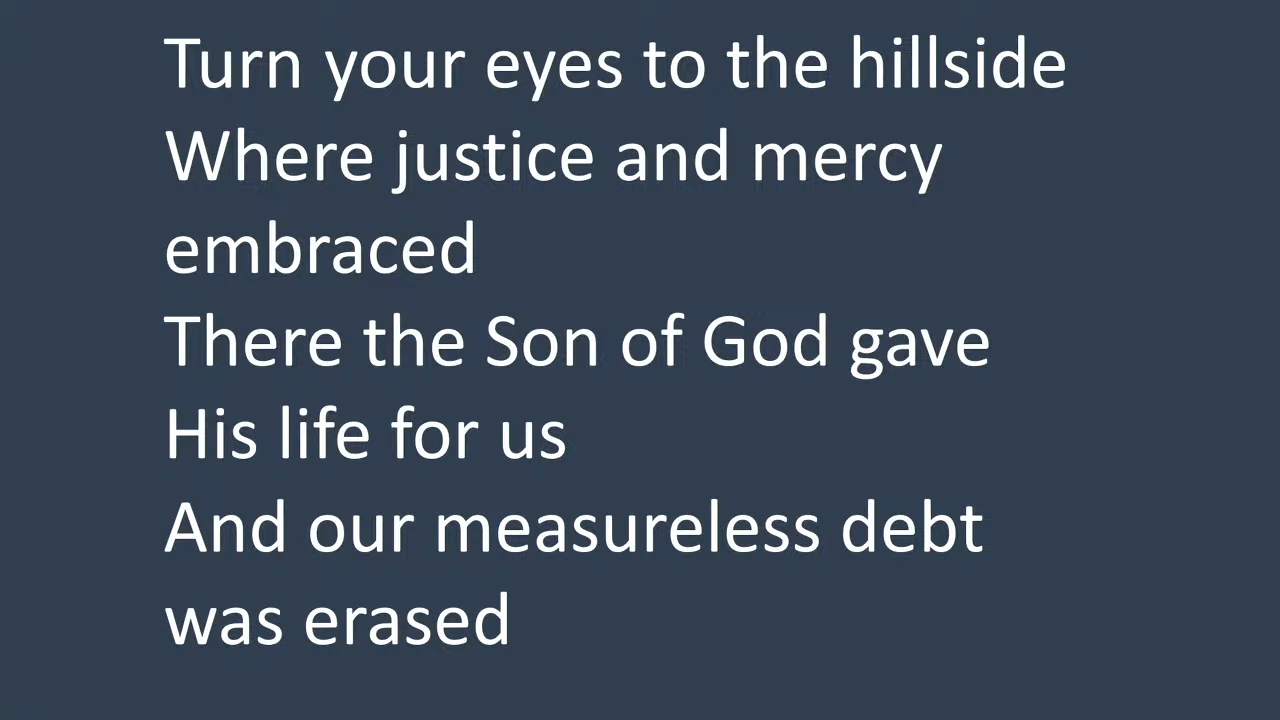 Turn your eyes to the hillside
Where justice and mercy
embraced
There the Son of God gave
His life for us
And our measureless debt
was erased